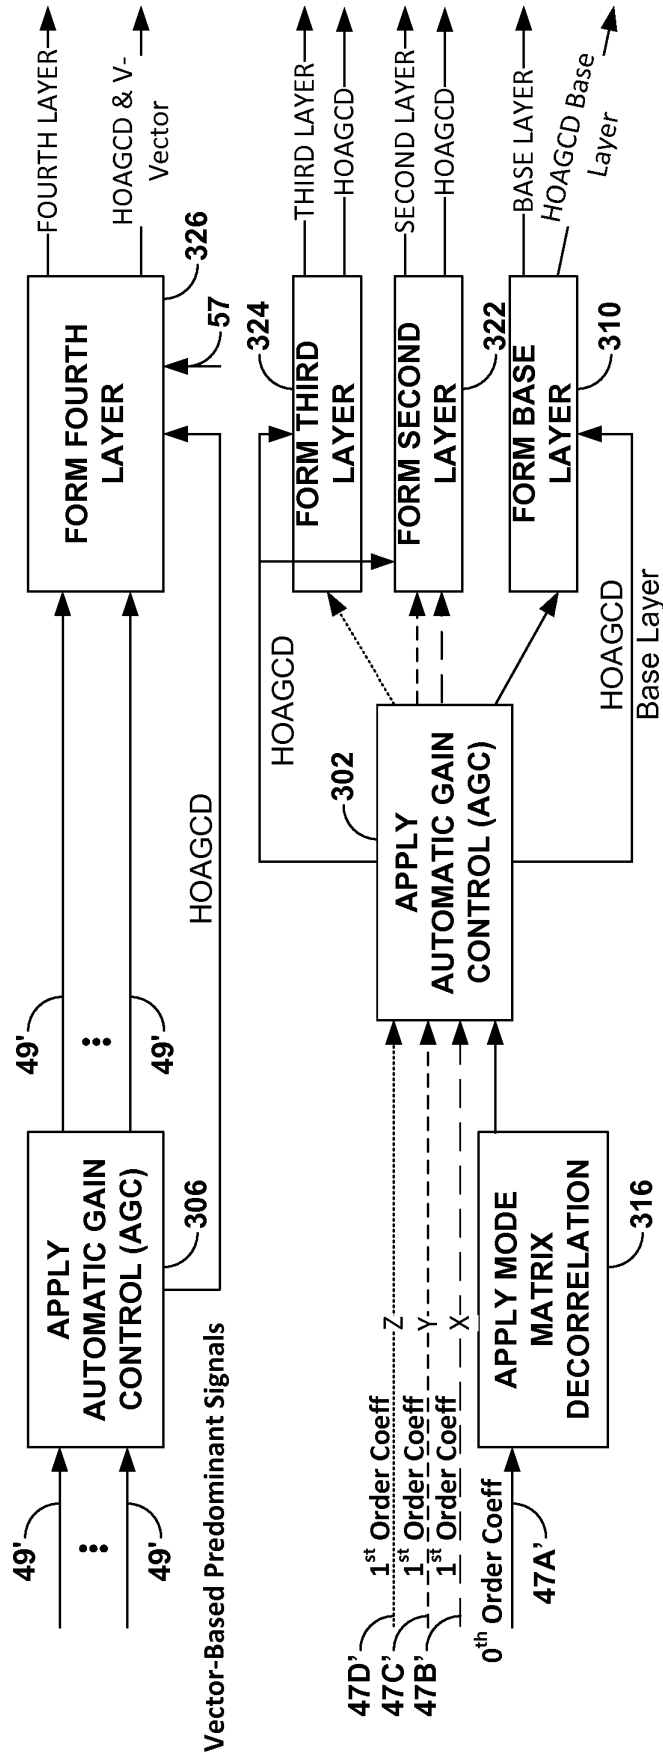 49'
49'
APPLY
AUTOMATIC GAIN
CONTROL (AGC)
306
Vector-Based Predominant Signals
49'
49'
HOAGCD
FORM FOURTH
LAYER
326
57
FOURTH LAYER
HOAGCD & V-
Vector
47D'
47C'
47B'
1st Order Coeff
1st Order Coeff
1st Order Coeff
Z
Y
X
0th Order Coeff
47A'
APPLY MODE
MATRIX
DECORRELATION
316
APPLY
AUTOMATIC GAIN
CONTROL (AGC)
302
HOAGCD
HOAGCD
Base Layer
FORM THIRD
LAYER
324
FORM SECOND
LAYER
322
FORM BASE
LAYER
310
THIRD LAYER
HOAGCD
SECOND LAYER
HOAGCD
BASE LAYER
HOAGCD Base
Layer